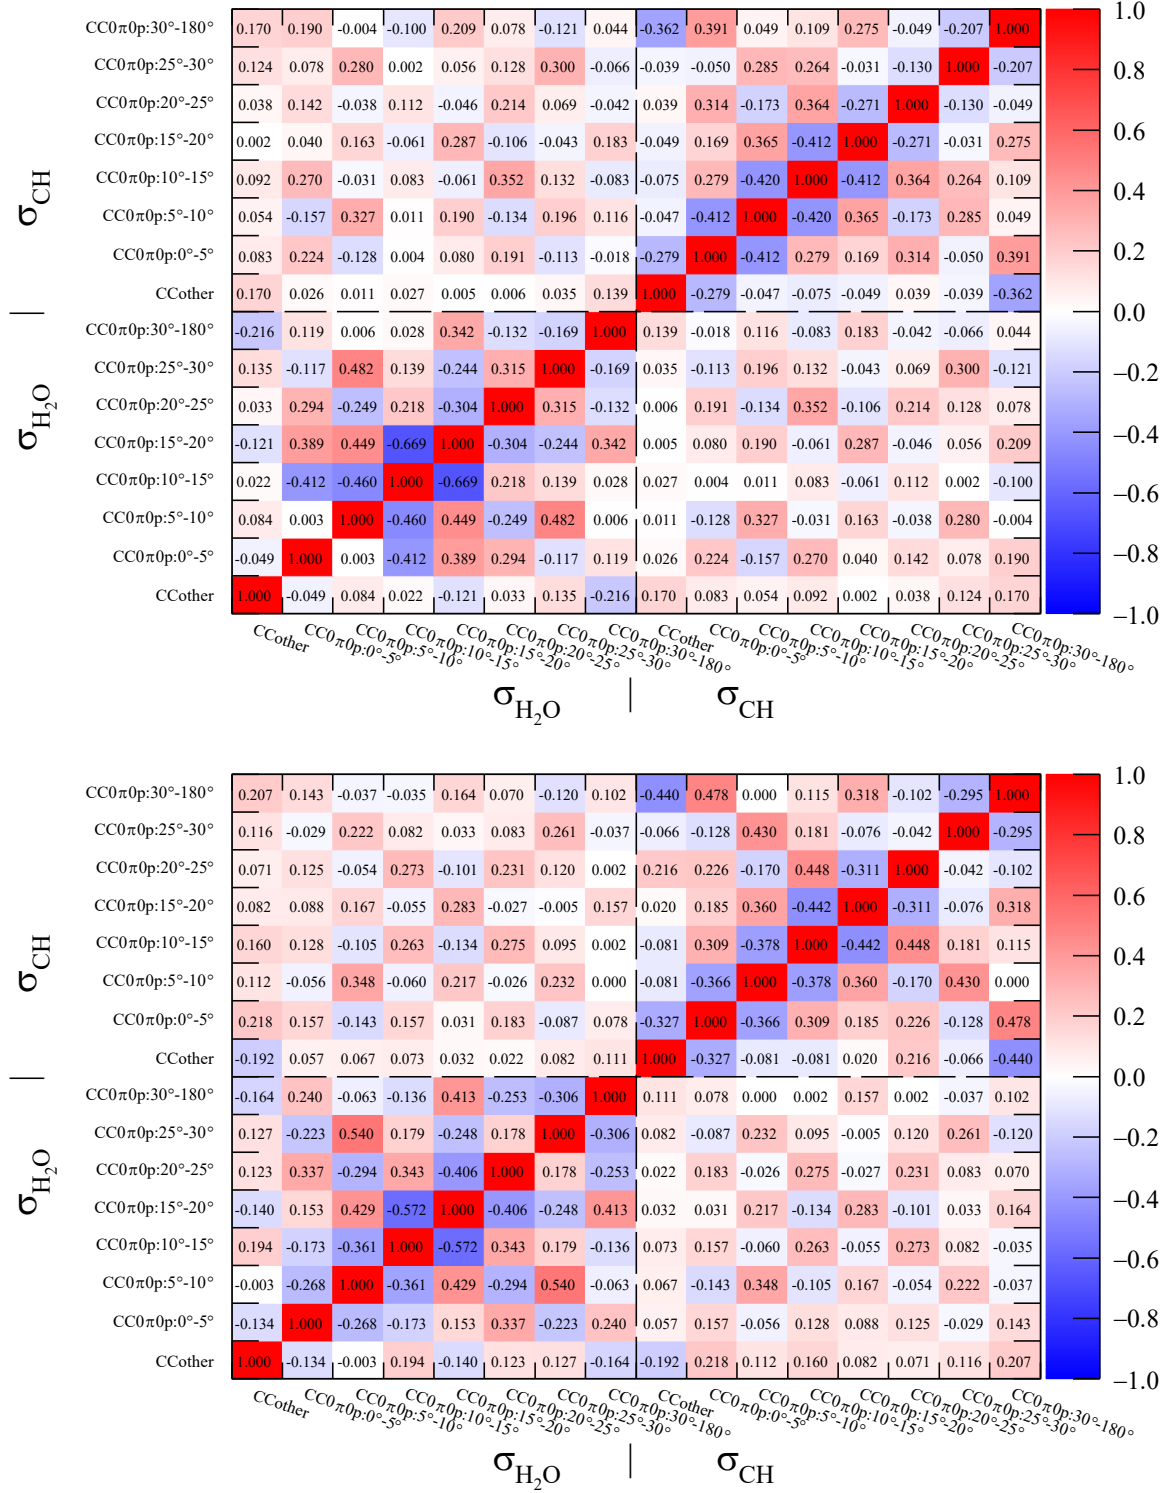 CC0π0p:30°-180° 0.170 0.190 -0.004 -0.100 0.209 0.078 -0.121 0.044 -0.362 0.391 0.049 0.109 0.275 -0.049 -0.207 1.000
CC0π0p:25°-30° 0.124 0.078 0.280 0.002 0.056 0.128 0.300 -0.066 -0.039 -0.050 0.285 0.264 -0.031 -0.130 1.000 -0.207
CC0π0p:20°-25° 0.038 0.142 -0.038 0.112 -0.046 0.214 0.069 -0.042 0.039 0.314 -0.173 0.364 -0.271 1.000 -0.130 -0.049
CC0π0p:15°-20° 0.002 0.040 0.163 -0.061 0.287 -0.106 -0.043 0.183 -0.049 0.169 0.365 -0.412 1.000 -0.271 -0.031 0.275
CC0π0p:10°-15° 0.092 0.270 -0.031 0.083 -0.061 0.352 0.132 -0.083 -0.075 0.279 -0.420 1.000 -0.412 0.364 0.264 0.109
CC0π0p:5°-10° 0.054 -0.157 0.327 0.011 0.190 -0.134 0.196 0.116 -0.047 -0.412 1.000 -0.420 0.365 -0.173 0.285 0.049
CC0π0p:0°-5° 0.083 0.224 -0.128 0.004 0.080 0.191 -0.113 -0.018 -0.279 1.000 -0.412 0.279 0.169 0.314 -0.050 0.391
CCother 0.170 0.026 0.011 0.027 0.005 0.006 0.035 0.139 1.000 -0.279 -0.047 -0.075 -0.049 0.039 -0.039 -0.362
CC0π0p:30°-180° -0.216 0.119 0.006 0.028 0.342 -0.132 -0.169 1.000 0.139 -0.018 0.116 -0.083 0.183 -0.042 -0.066 0.044
CC0π0p:25°-30° 0.135 -0.117 0.482 0.139 -0.244 0.315 1.000 -0.169 0.035 -0.113 0.196 0.132 -0.043 0.069 0.300 -0.121
CC0π0p:20°-25° 0.033 0.294 -0.249 0.218 -0.304 1.000 0.315 -0.132 0.006 0.191 -0.134 0.352 -0.106 0.214 0.128 0.078
CC0π0p:15°-20° -0.121 0.389 0.449 -0.669 1.000 -0.304 -0.244 0.342 0.005 0.080 0.190 -0.061 0.287 -0.046 0.056 0.209
CC0π0p:10°-15° 0.022 -0.412 -0.460 1.000 -0.669 0.218 0.139 0.028 0.027 0.004 0.011 0.083 -0.061 0.112 0.002 -0.100
CC0π0p:5°-10° 0.084 0.003 1.000 -0.460 0.449 -0.249 0.482 0.006 0.011 -0.128 0.327 -0.031 0.163 -0.038 0.280 -0.004
CC0π0p:0°-5° -0.049 1.000 0.003 -0.412 0.389 0.294 -0.117 0.119 0.026 0.224 -0.157 0.270 0.040 0.142 0.078 0.190
CCother 1.000 -0.049 0.084 0.022 -0.121 0.033 0.135 -0.216 0.170 0.083 0.054 0.092 0.002 0.038 0.124 0.170
CCother CC0π0p:0°-5° CC0π0p:5°-10° CC0π0p:10°-15° CC0π0p:15°-20° CC0π0p:20°-25° CC0π0p:25°-30° CC0π0p:30°-180° CCother CC0π0p:0°-5° CC0π0p:5°-10° CC0π0p:10°-15° CC0π0p:15°-20° CC0π0p:20°-25° CC0π0p:25°-30° CC0π0p:30°-180°
σH₂O | σCH
σH₂O | σCH
1.0
0.8
0.6
0.4
0.2
0.0
−0.2
−0.4
−0.6
−0.8
−1.0
CC0π0p:30°-180° 0.207 0.143 -0.037 -0.035 0.164 0.070 -0.120 0.102 -0.440 0.478 0.000 0.115 0.318 -0.102 -0.295 1.000
CC0π0p:25°-30° 0.116 -0.029 0.222 0.082 0.033 0.083 0.261 -0.037 -0.066 -0.128 0.430 0.181 -0.076 -0.042 1.000 -0.295
CC0π0p:20°-25° 0.071 0.125 -0.054 0.273 -0.101 0.231 0.120 0.002 0.216 0.226 -0.170 0.448 -0.311 1.000 -0.042 -0.102
CC0π0p:15°-20° 0.082 0.088 0.167 -0.055 0.283 -0.027 -0.005 0.157 0.020 0.185 0.360 -0.442 1.000 -0.311 -0.076 0.318
CC0π0p:10°-15° 0.160 0.128 -0.105 0.263 -0.134 0.275 0.095 0.002 -0.081 0.309 -0.378 1.000 -0.442 0.448 0.181 0.115
CC0π0p:5°-10° 0.112 -0.056 0.348 -0.060 0.217 -0.026 0.232 0.000 -0.081 -0.366 1.000 -0.378 0.360 -0.170 0.430 0.000
CC0π0p:0°-5° 0.218 0.157 -0.143 0.157 0.031 0.183 -0.087 0.078 -0.327 1.000 -0.366 0.309 0.185 0.226 -0.128 0.478
CCother -0.192 0.057 0.067 0.073 0.032 0.022 0.082 0.111 1.000 -0.327 -0.081 -0.081 0.020 0.216 -0.066 -0.440
CC0π0p:30°-180° -0.164 0.240 -0.063 -0.136 0.413 -0.253 -0.306 1.000 0.111 0.078 0.000 0.002 0.157 0.002 -0.037 0.102
CC0π0p:25°-30° 0.127 -0.223 0.540 0.179 -0.248 0.178 1.000 -0.306 0.082 -0.087 0.232 0.095 -0.005 0.120 0.261 -0.120
CC0π0p:20°-25° 0.123 0.337 -0.294 0.343 -0.406 1.000 0.178 -0.253 0.022 0.183 -0.026 0.275 -0.027 0.231 0.083 0.070
CC0π0p:15°-20° -0.140 0.153 0.429 -0.572 1.000 -0.406 -0.248 0.413 0.032 0.031 0.217 -0.134 0.283 -0.101 0.033 0.164
CC0π0p:10°-15° 0.194 -0.173 -0.361 1.000 -0.572 0.343 0.179 -0.136 0.073 0.157 -0.060 0.263 -0.055 0.273 0.082 -0.035
CC0π0p:5°-10° -0.003 -0.268 1.000 -0.361 0.429 -0.294 0.540 -0.063 0.067 -0.143 0.348 -0.105 0.167 -0.054 0.222 -0.037
CC0π0p:0°-5° -0.134 1.000 -0.268 -0.173 0.153 0.337 -0.223 0.240 0.057 0.157 -0.056 0.128 0.088 0.125 -0.029 0.143
CCother 1.000 -0.134 -0.003 0.194 -0.140 0.123 0.127 -0.164 -0.192 0.218 0.112 0.160 0.082 0.071 0.116 0.207
CCother CC0π0p:0°-5° CC0π0p:5°-10° CC0π0p:10°-15° CC0π0p:15°-20° CC0π0p:20°-25° CC0π0p:25°-30° CC0π0p:30°-180° CCother CC0π0p:0°-5° CC0π0p:5°-10° CC0π0p:10°-15° CC0π0p:15°-20° CC0π0p:20°-25° CC0π0p:25°-30° CC0π0p:30°-180°
σH₂O | σCH
σH₂O | σCH
1.0
0.8
0.6
0.4
0.2
0.0
−0.2
−0.4
−0.6
−0.8
−1.0